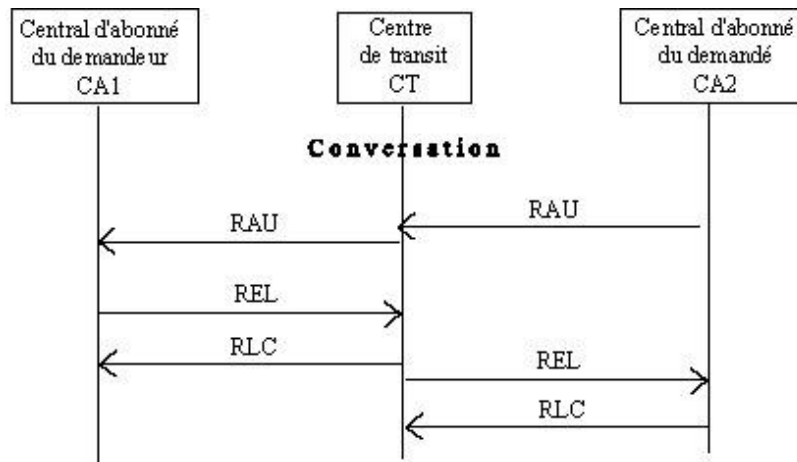 Central d'abonné
du demandeur
CA1
Centre
de transit
CT
Central d'abonné
du demandé
CA2
Conversation
RAU
RAU
REL
RLC
REL
RLC